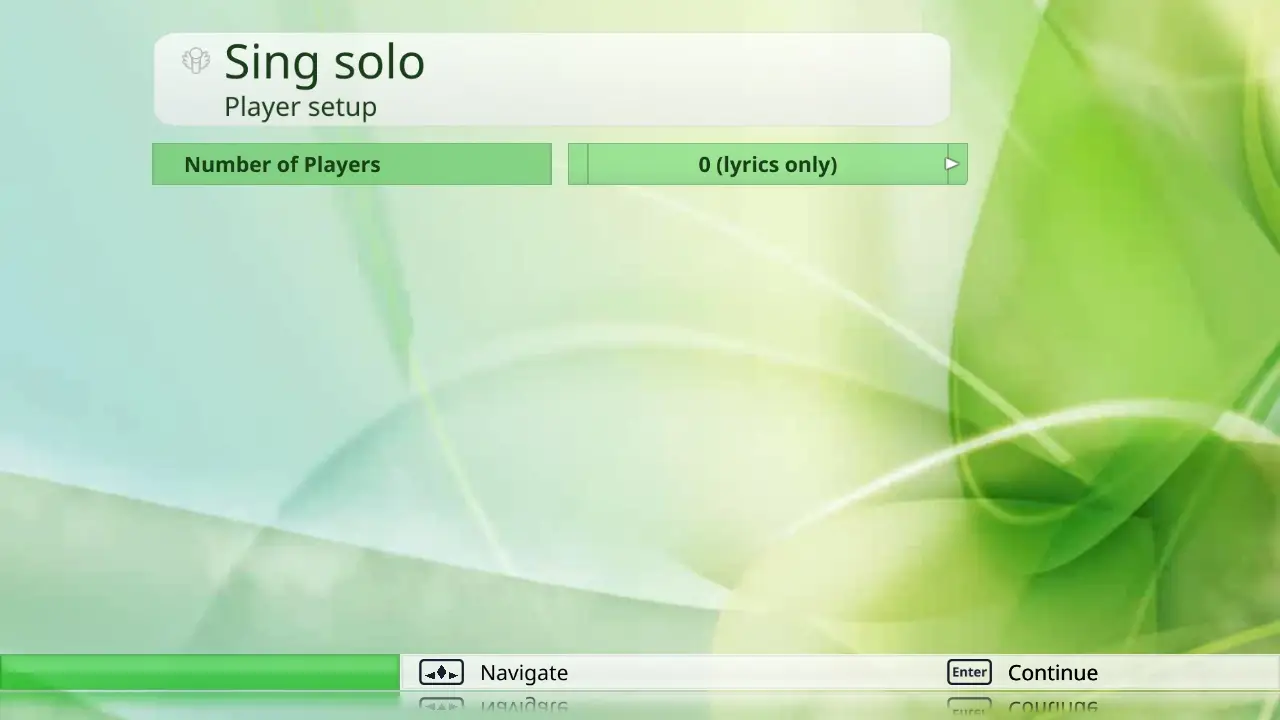 Sing solo
Player setup
Number of Players
0 (lyrics only)
Navigate
Enter
Continue